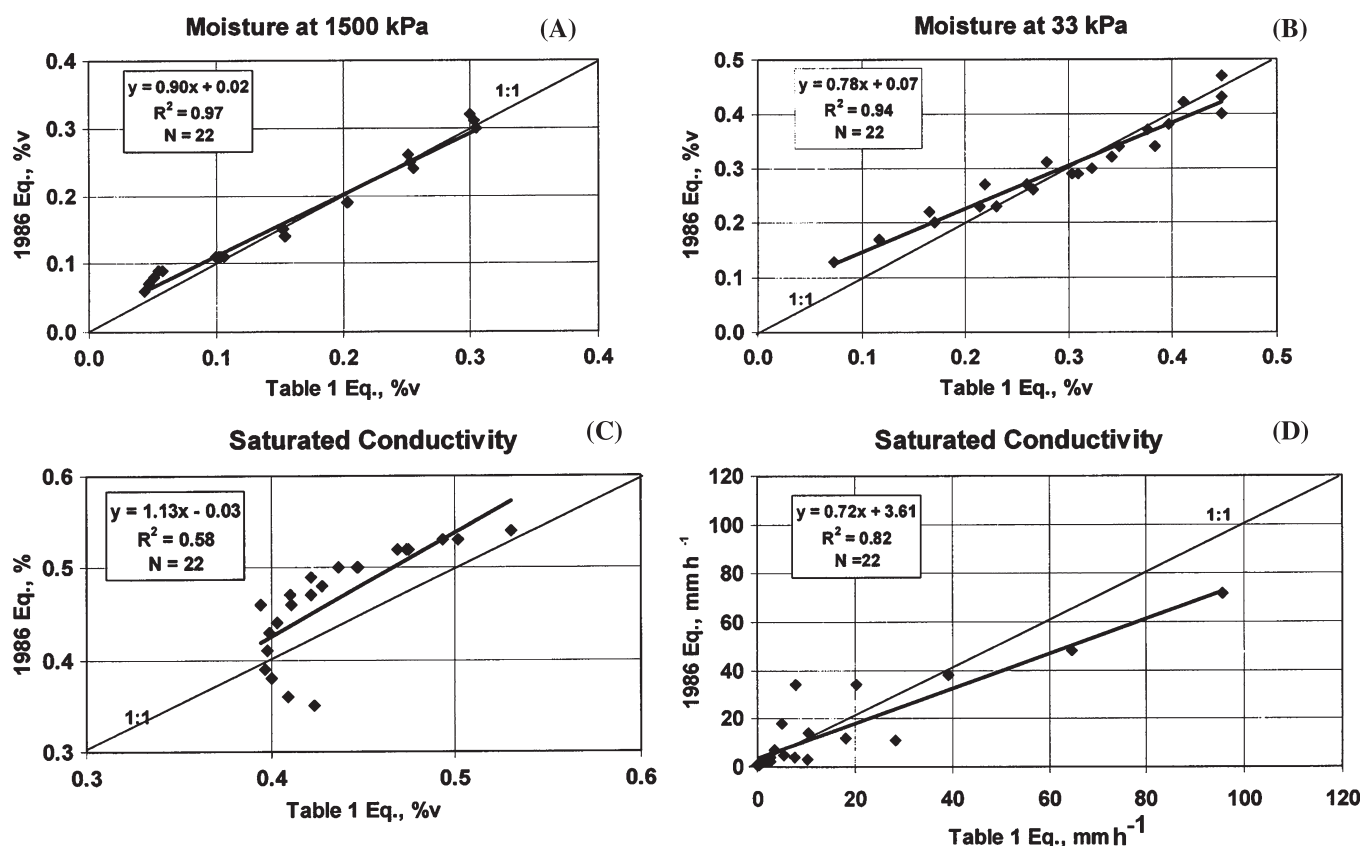 Moisture at 1500 kPa (A)
0.4
0.3
0.2
0.1
0.0
1986 Eq., %v
y = 0.90x + 0.02
R² = 0.97
N = 22
1:1
0.0 0.1 0.2 0.3 0.4
Table 1 Eq., %v
Moisture at 33 kPa (B)
0.5
0.4
0.3
0.2
0.1
0.0
1986 Eq., %v
y = 0.78x + 0.07
R² = 0.94
N = 22
1:1
0.0 0.1 0.2 0.3 0.4 0.5
Table 1 Eq., %v
Saturated Conductivity (C)
0.6
0.5
0.4
0.3
1986 Eq., %
y = 1.13x - 0.03
R² = 0.58
N = 22
1:1
0.3 0.4 0.5 0.6
Table 1 Eq., %v
Saturated Conductivity (D)
120
100
80
60
40
20
0
1986 Eq., mm h⁻¹
y = 0.72x + 3.61
R² = 0.82
N =22
1:1
0 20 40 60 80 100 120
Table 1 Eq., mm h⁻¹